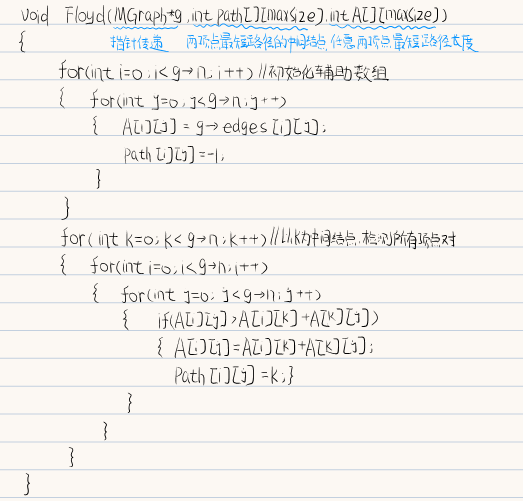 void Floyd(MGraph*g,int path[][maxsize],int A[][maxsize])
{ 指针传递 两顶点最短路径的中间结点 任意两顶点最短路径长度
for(int i=0;i<g→n;i++) //初始化辅助数组
{ for(int j=0;j<g→n;j++)
{ A[i][j]=g→edges[i][j];
Path[i][j]=-1;
}
}
for(int k=0;k<g→n;k++) //以k为中间结点,检测所有顶点对
{ for(int i=0;i<g→n;i++)
{ for(int j=0;j<g→n;j++)
{ if(A[i][j]>A[i][k]+A[k][j])
{ A[i][j]=A[i][k]+A[k][j];
Path[i][j]=k;}
}
}
}
}